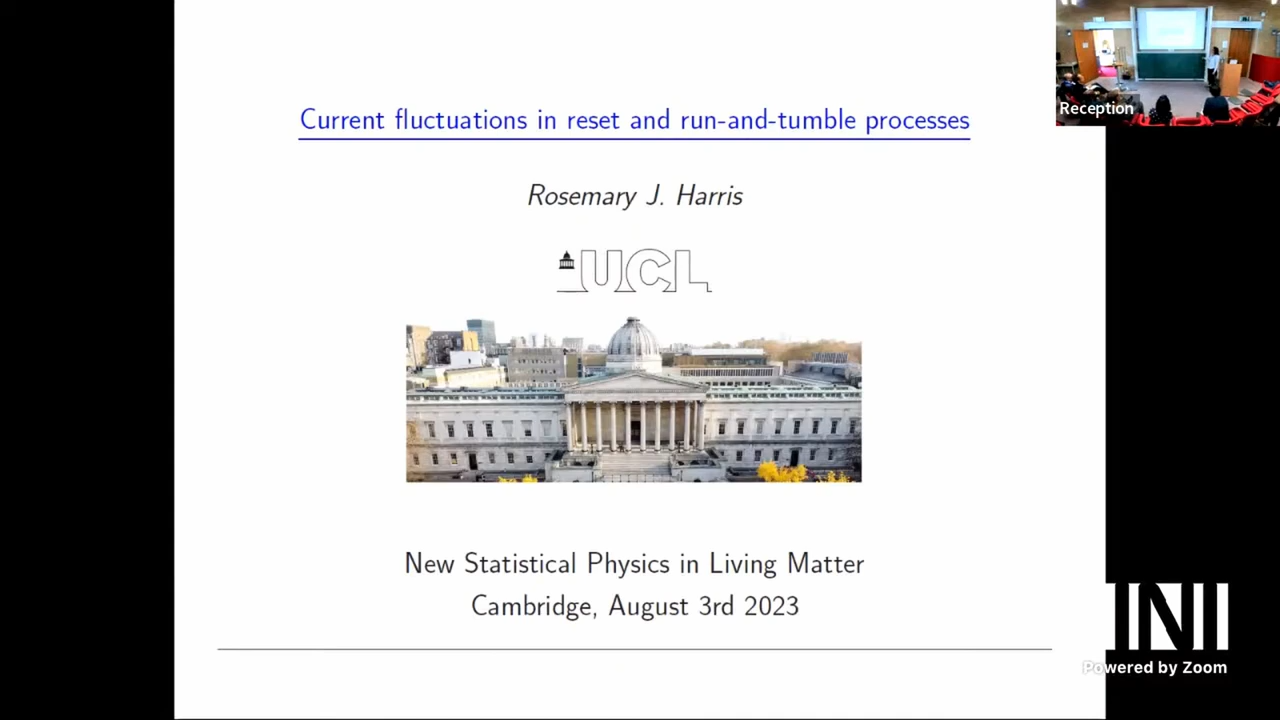 Current fluctuations in reset and run-and-tumble processes
Rosemary J. Harris
UCL
New Statistical Physics in Living Matter
Cambridge, August 3rd 2023
Reception
INI
Powered by Zoom